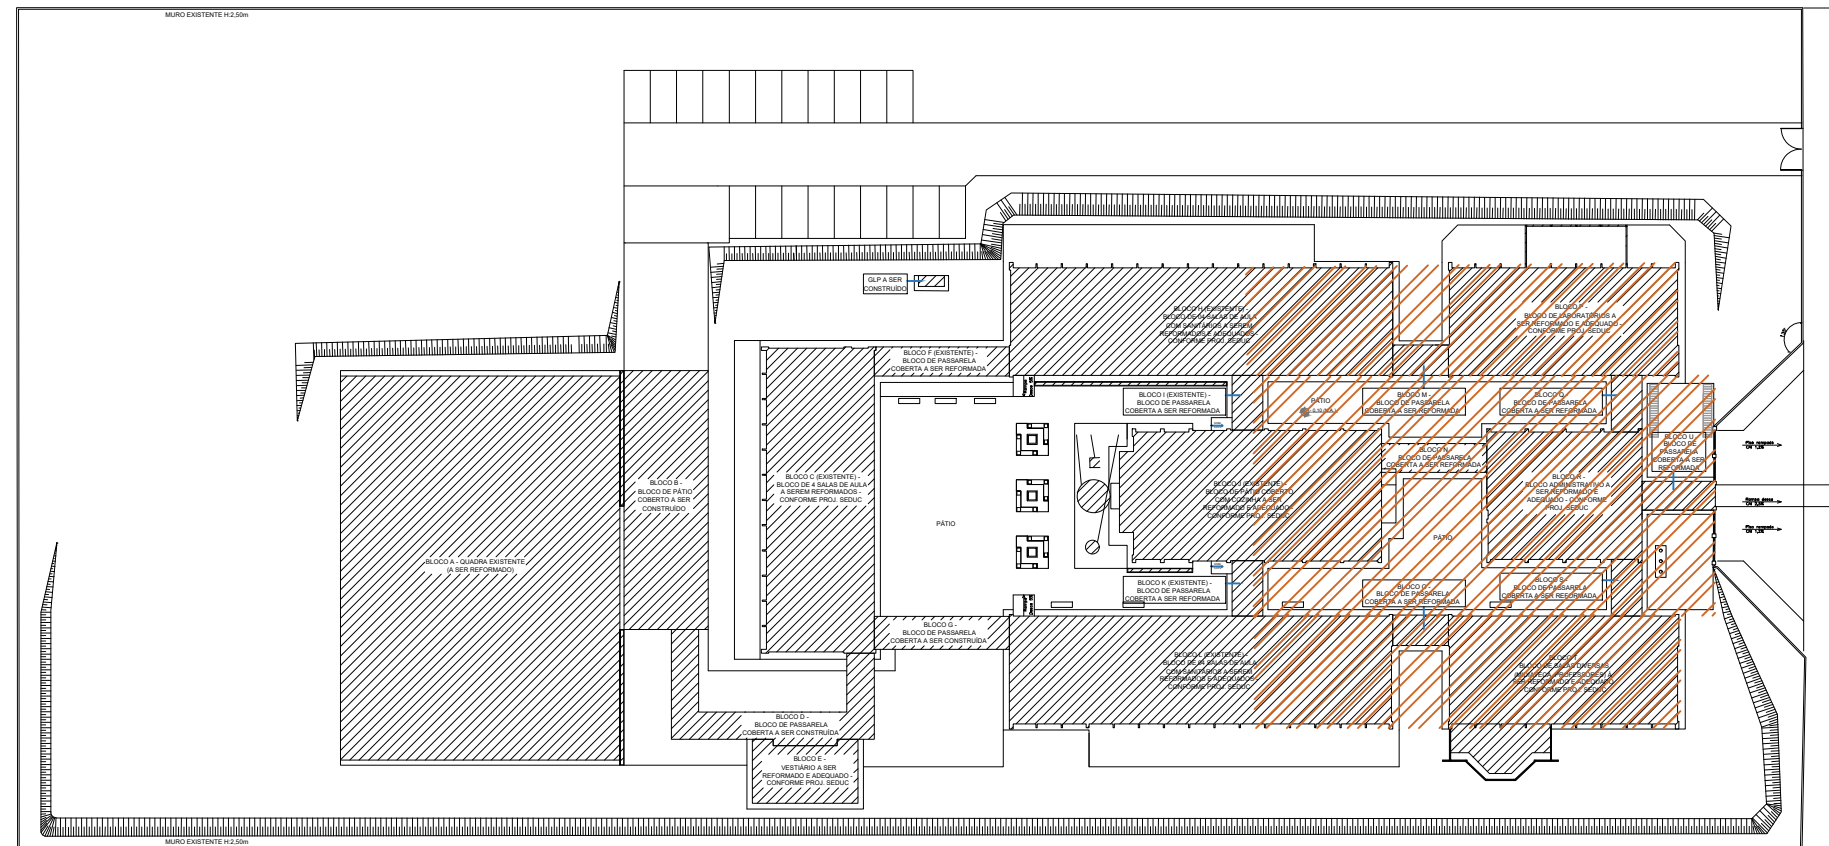 MURO EXISTENTE H:2,50m
GLP A SER
CONSTRUÍDO
BLOCO H (EXISTENTE) -
BLOCO DE 04 SALAS DE AULA
COM SANITÁRIOS A SEREM
REFORMADOS E ADEQUADOS -
CONFORME PROJ. SEDUC
BLOCO P -
BLOCO DE LABORATÓRIOS A
SER REFORMADO E ADEQUADO -
CONFORME PROJ. SEDUC
BLOCO F (EXISTENTE) -
BLOCO DE PASSARELA
COBERTA A SER REFORMADA
BLOCO I (EXISTENTE) -
BLOCO DE PASSARELA
COBERTA A SER REFORMADA
PÁTIO
BLOCO M -
BLOCO DE PASSARELA
COBERTA A SER REFORMADA
BLOCO Q -
BLOCO DE PASSARELA
COBERTA A SER REFORMADA
BLOCO U -
BLOCO DE
PASSARELA
COBERTA A SER
REFORMADA
BLOCO N -
BLOCO DE PASSARELA
COBERTA A SER REFORMADA
BLOCO B -
BLOCO DE PÁTIO
COBERTO A SER
CONSTRUÍDO
BLOCO C (EXISTENTE) -
BLOCO DE 4 SALAS DE AULA
A SEREM REFORMADOS -
CONFORME PROJ. SEDUC
BLOCO J (EXISTENTE) -
BLOCO DE PÁTIO COBERTO
COM COZINHA A SER
REFORMADO E ADEQUADO -
CONFORME PROJ. SEDUC
BLOCO R -
BLOCO ADMINISTRATIVO A
SER REFORMADO E
ADEQUADO - CONFORME
PROJ. SEDUC
PÁTIO
PÁTIO
BLOCO A - QUADRA EXISTENTE
(A SER REFORMADO)
BLOCO K (EXISTENTE) -
BLOCO DE PASSARELA
COBERTA A SER REFORMADA
BLOCO DE PASSARELA
COBERTA A SER REFORMADA
BLOCO S -
BLOCO DE PASSARELA
COBERTA A SER REFORMADA
BLOCO G -
BLOCO DE PASSARELA
COBERTA A SER CONSTRUÍDA
BLOCO L (EXISTENTE) -
BLOCO DE 04 SALAS DE AULA
COM SANITÁRIOS A SEREM
REFORMADOS E ADEQUADOS -
CONFORME PROJ. SEDUC
BLOCO T -
BLOCO DE SALAS DIVERSAS
(MIDIATECA, PROFESSORES) A
SER REFORMADO E ADEQUADO -
CONFORME PROJ. SEDUC
BLOCO D -
BLOCO DE PASSARELA
COBERTA A SER CONSTRUÍDA
BLOCO E -
VESTIÁRIO A SER
REFORMADO E ADEQUADO -
CONFORME PROJ. SEDUC
MURO EXISTENTE H:2,50m